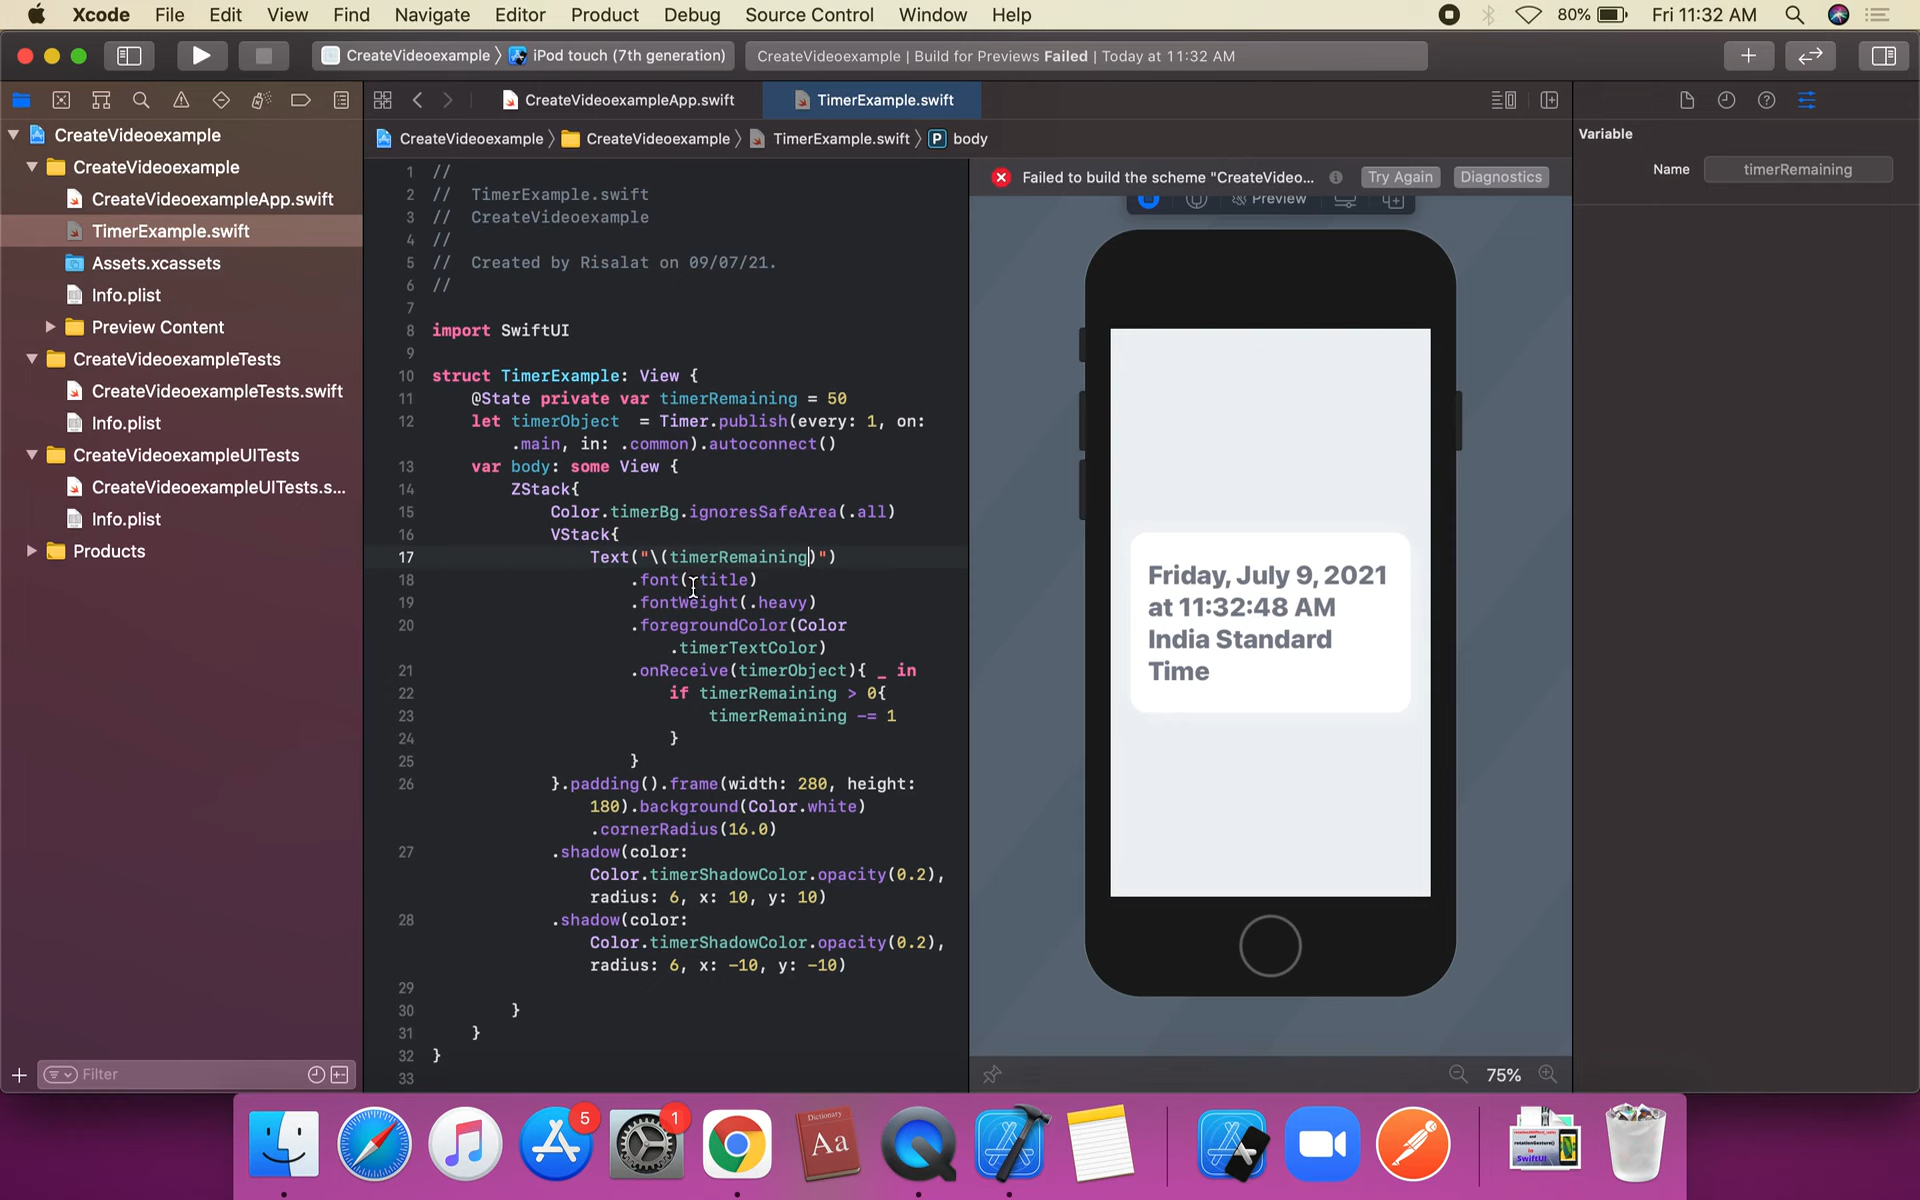 Xcode File Edit View Find Navigate Editor Product Debug Source Control Window Help 80% Fri 11:32 AM
CreateVideoexample iPod touch (7th generation) CreateVideoexample | Build for Previews Failed | Today at 11:32 AM
CreateVideoexampleApp.swift TimerExample.swift
CreateVideoexample CreateVideoexample TimerExample.swift P body
CreateVideoexample
CreateVideoexample
CreateVideoexampleApp.swift
TimerExample.swift
Assets.xcassets
Info.plist
Preview Content
CreateVideoexampleTests
CreateVideoexampleTests.swift
Info.plist
CreateVideoexampleUITests
CreateVideoexampleUITests.s...
Info.plist
Products
Filter
1 //
2 // TimerExample.swift
3 // CreateVideoexample
4 //
5 // Created by Risalat on 09/07/21.
6 //
7
8 import SwiftUI
9
10 struct TimerExample: View {
11 @State private var timerRemaining = 50
12 let timerObject = Timer.publish(every: 1, on:
.main, in: .common).autoconnect()
13 var body: some View {
14 ZStack{
15 Color.timerBg.ignoresSafeArea(.all)
16 VStack{
17 Text("\(timerRemaining)")
18 .font(.title)
19 .fontWeight(.heavy)
20 .foregroundColor(Color
.timerTextColor)
21 .onReceive(timerObject){ _ in
22 if timerRemaining > 0{
23 timerRemaining -= 1
24 }
25 }
26 }.padding().frame(width: 280, height:
180).background(Color.white)
.cornerRadius(16.0)
27 .shadow(color:
Color.timerShadowColor.opacity(0.2),
radius: 6, x: 10, y: 10)
28 .shadow(color:
Color.timerShadowColor.opacity(0.2),
radius: 6, x: -10, y: -10)
29
30 }
31 }
32 }
33
Failed to build the scheme "CreateVideo... Try Again Diagnostics
Preview
Friday, July 9, 2021
at 11:32:48 AM
India Standard
Time
75%
Variable
Name timerRemaining
5
1
Dictionary
Aa
SwiftUI